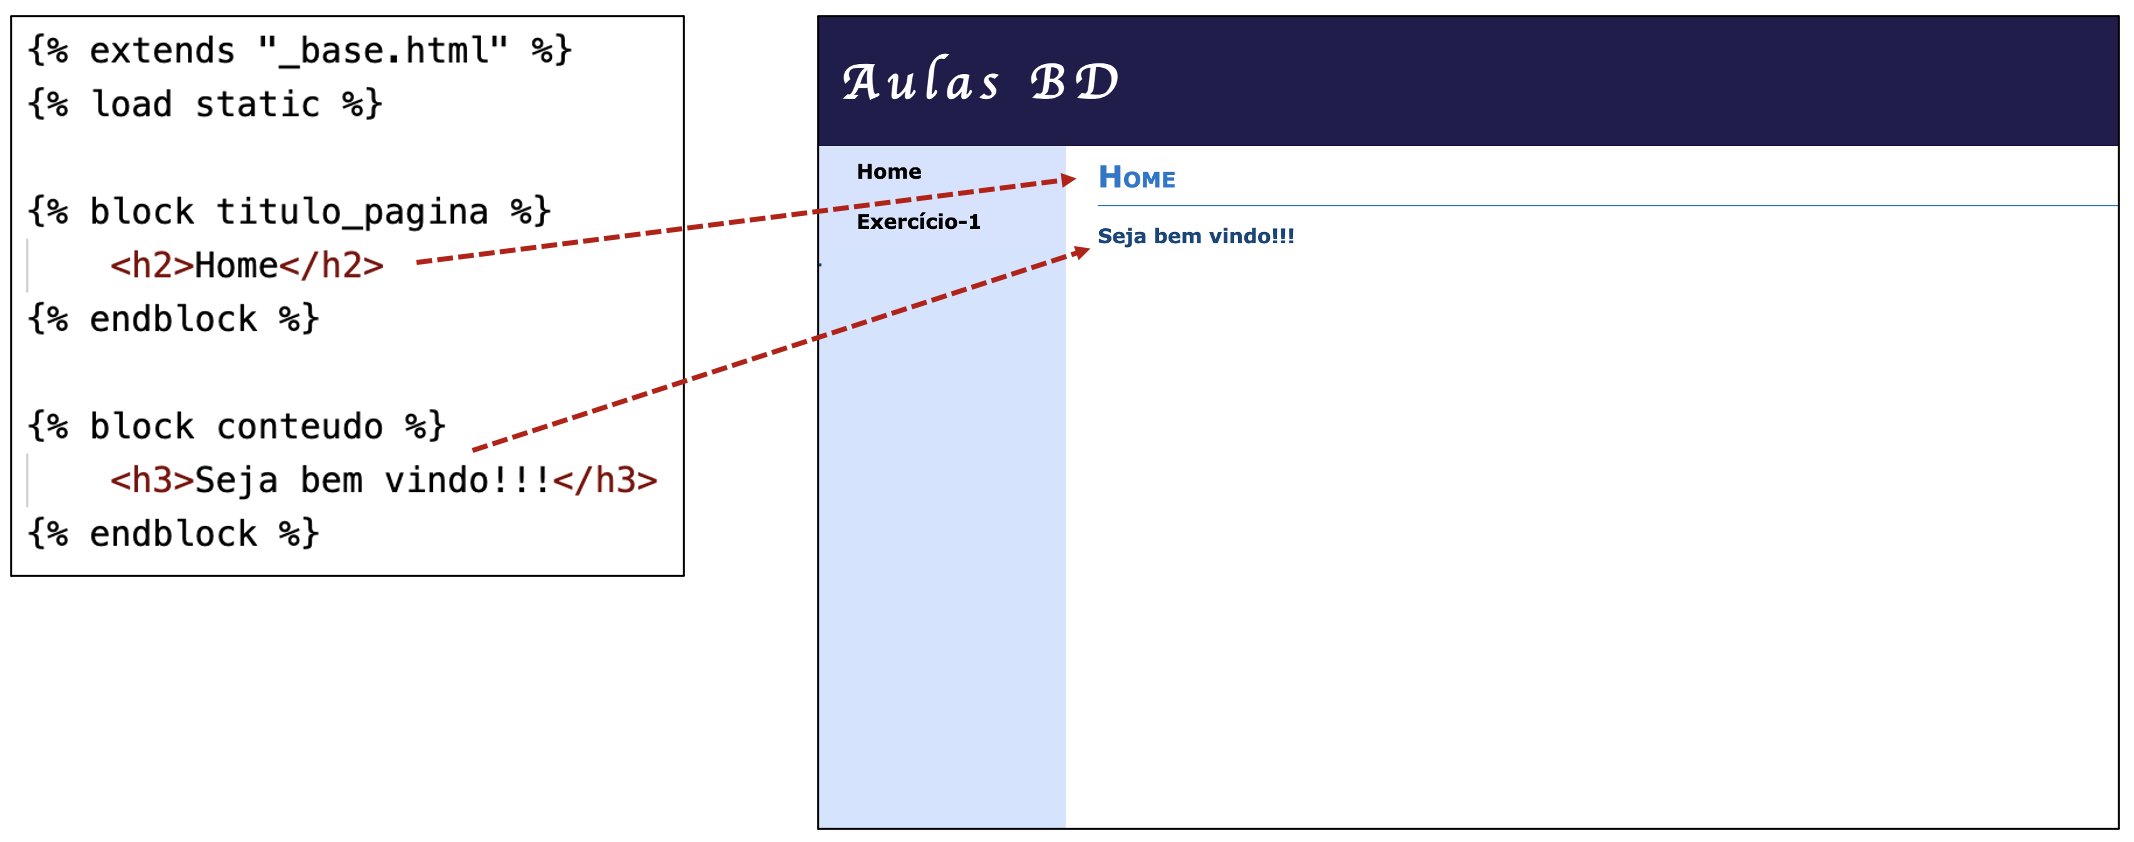 {% extends "_base.html" %}
{% load static %}
{% block titulo_pagina %}
<h2>Home</h2>
{% endblock %}
{% block conteudo %}
<h3>Seja bem vindo!!!</h3>
{% endblock %}
Aulas BD
Home
Exercício-1
Home
Seja bem vindo!!!